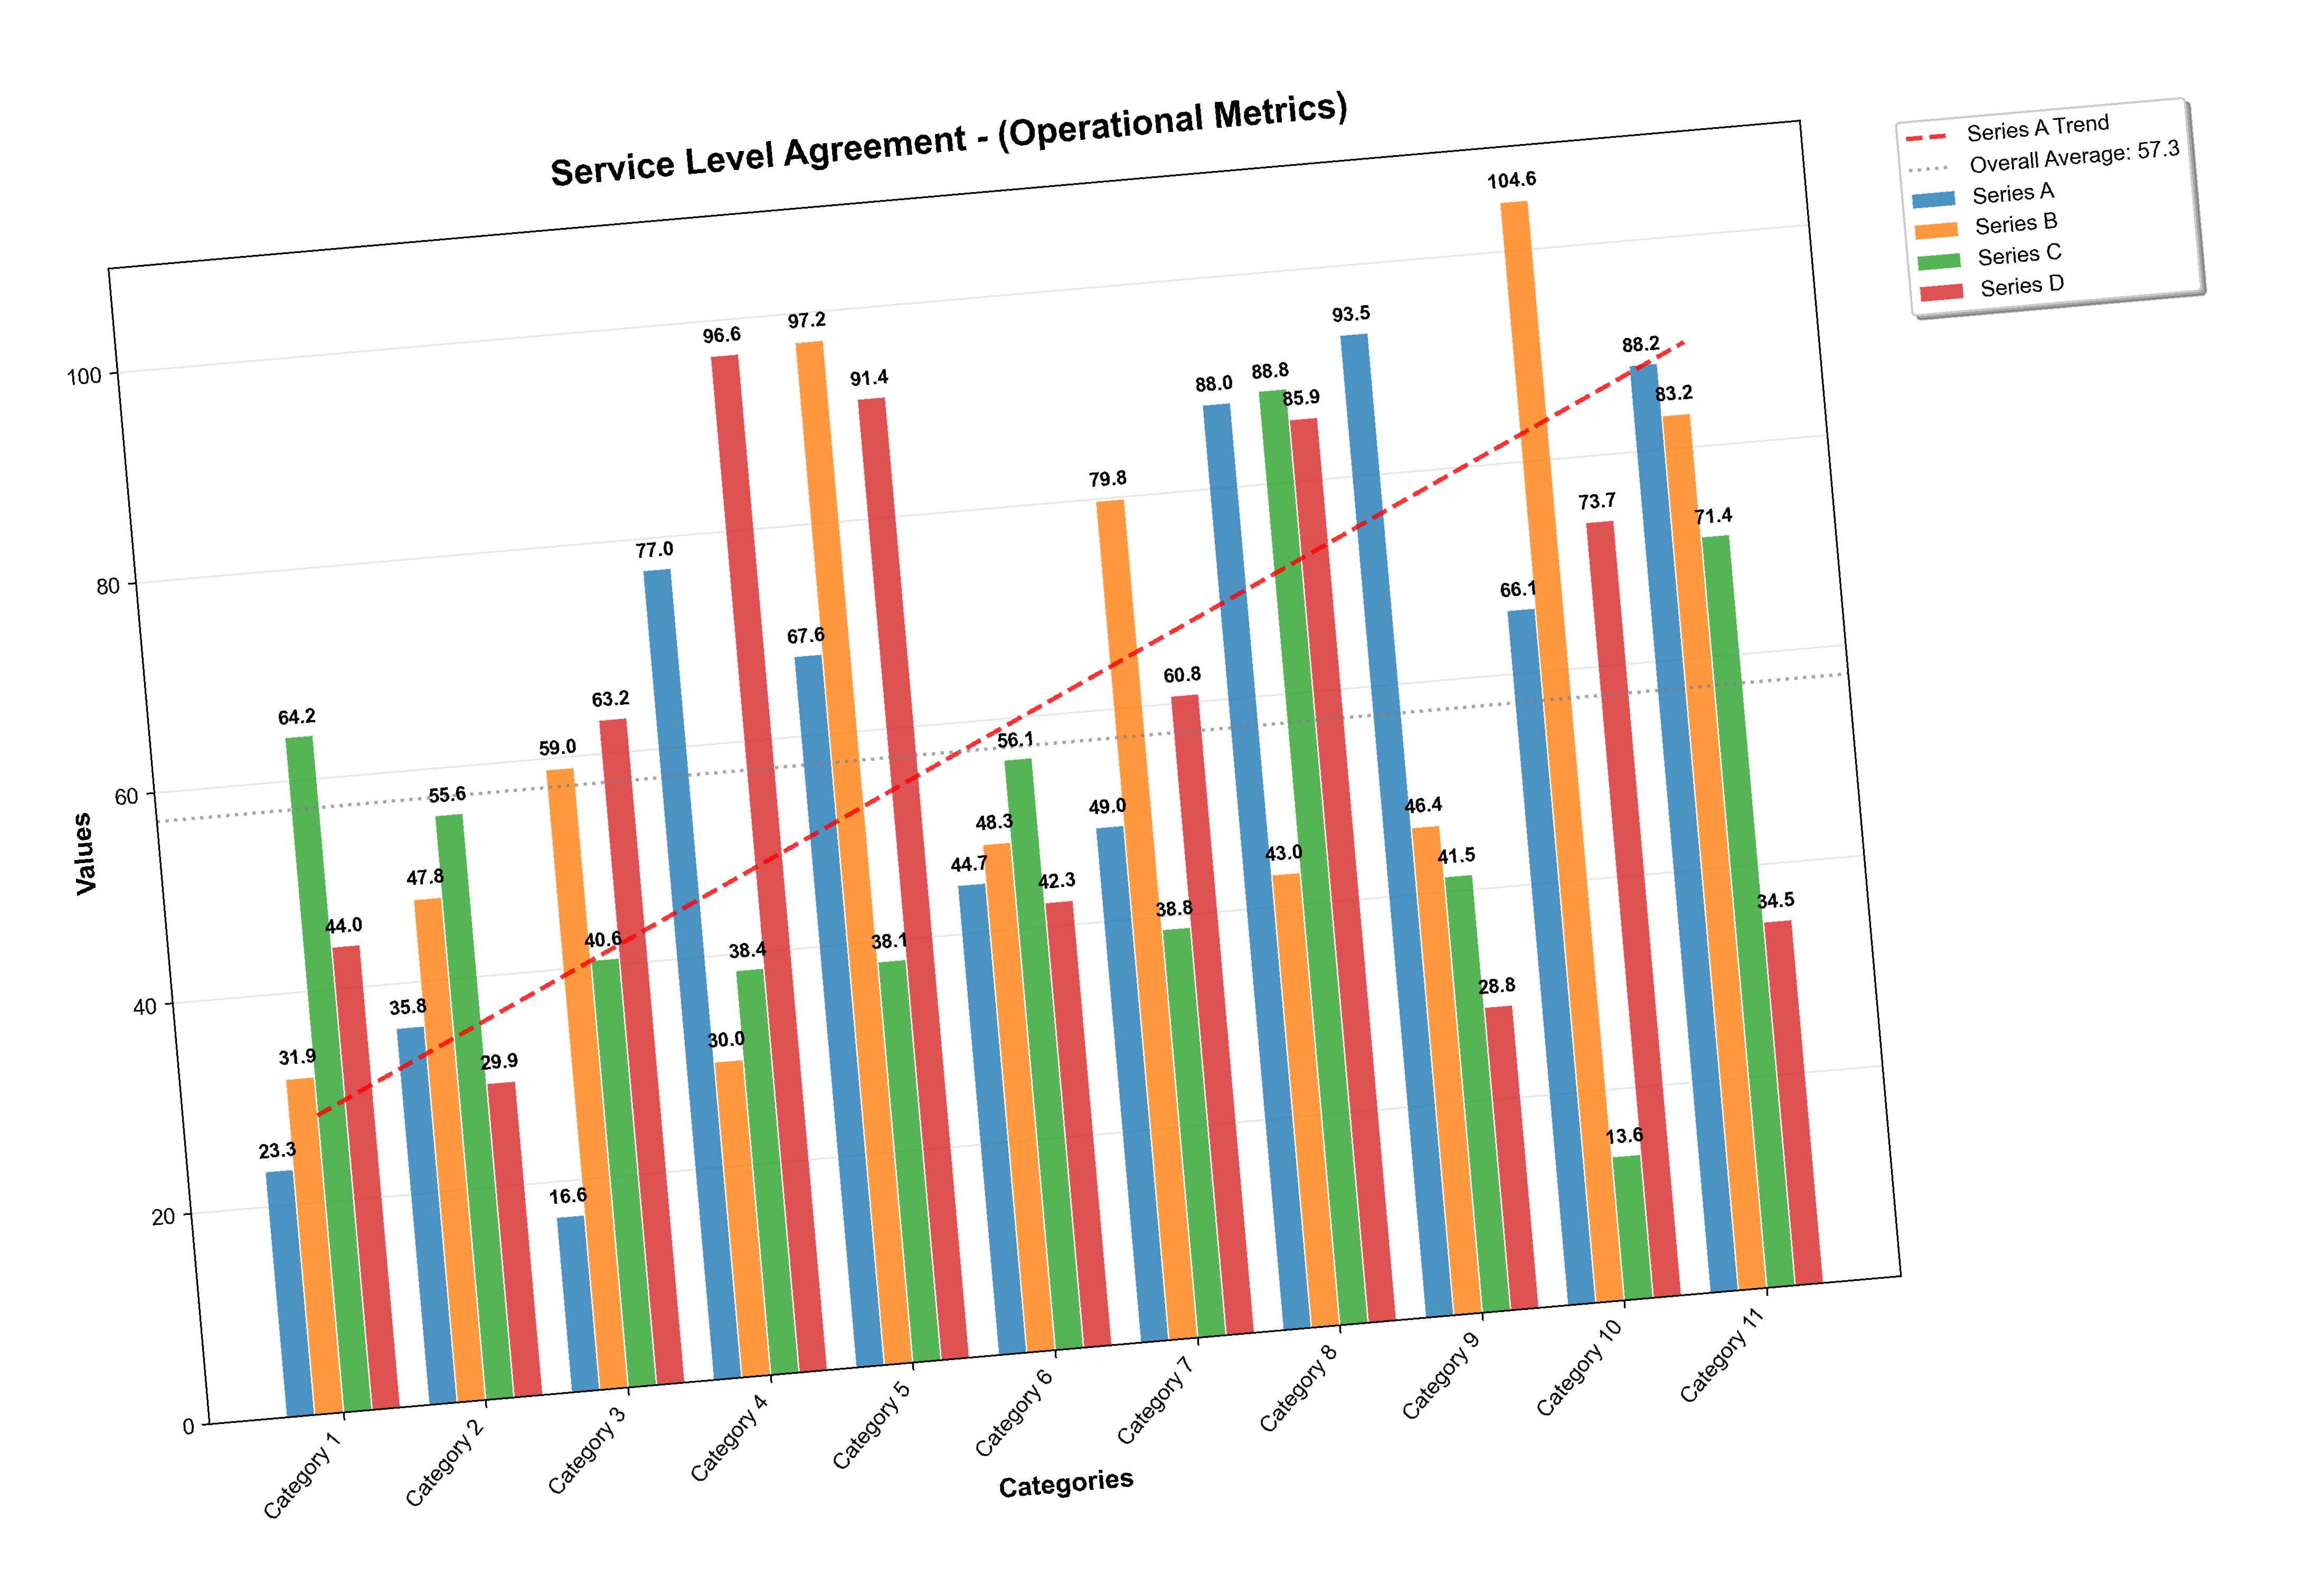 Service Level Agreement - (Operational Metrics)
Series A Trend
Overall Average: 57.3
Series A
Series B
Series C
Series D
Values
100
80
60
40
20
0
23.3
31.9
64.2
44.0
35.8
47.8
55.6
29.9
16.6
59.0
40.6
63.2
77.0
30.0
38.4
96.6
67.6
97.2
38.1
91.4
44.7
48.3
56.1
42.3
49.0
79.8
38.8
60.8
88.0
43.0
88.8
85.9
93.5
46.4
41.5
28.8
66.1
104.6
13.6
73.7
88.2
83.2
71.4
34.5
Category 1
Category 2
Category 3
Category 4
Category 5
Category 6
Category 7
Category 8
Category 9
Category 10
Category 11
Categories